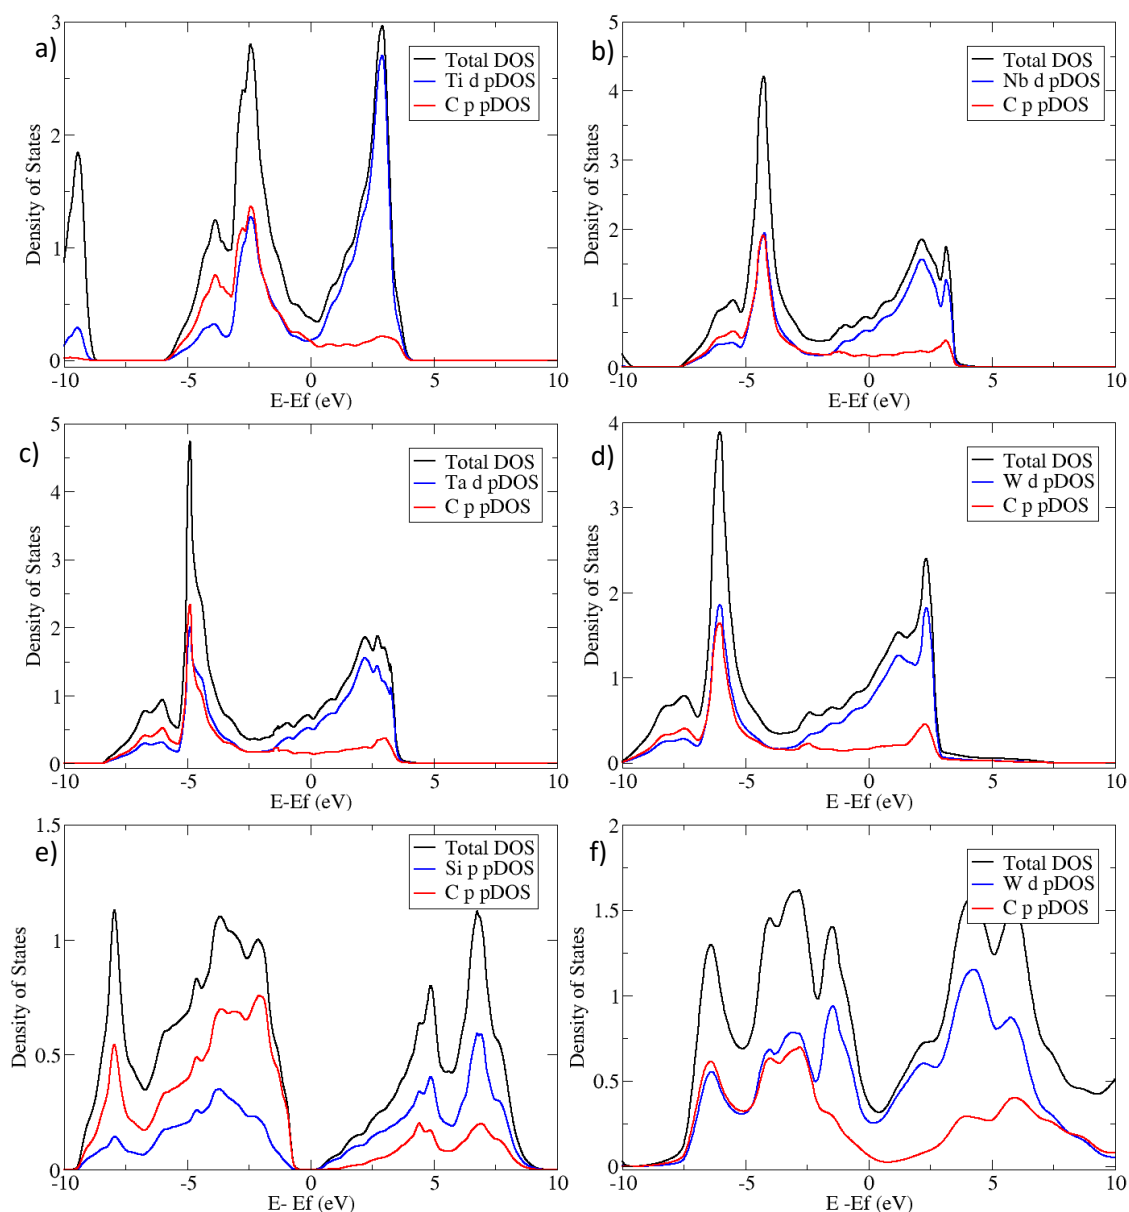 a)
3
2
1
0
Density of States
Total DOS
Ti d pDOS
C p pDOS
-10 -5 0 5 10
E-Ef (eV)
b)
5
4
3
2
1
0
Density of States
Total DOS
Nb d pDOS
C p pDOS
-10 -5 0 5 10
E-Ef (eV)
c)
5
4
3
2
1
0
Density of States
Total DOS
Ta d pDOS
C p pDOS
-10 -5 0 5 10
E-Ef (eV)
d)
4
3
2
1
0
Density of States
Total DOS
W d pDOS
C p pDOS
-10 -5 0 5 10
E -Ef (eV)
e)
1.5
1
0.5
0
Density of States
Total DOS
Si p pDOS
C p pDOS
-10 -5 0 5 10
E- Ef (eV)
f)
2
1.5
1
0.5
0
Density of States
Total DOS
W d pDOS
C p pDOS
-10 -5 0 5 10
E -Ef (eV)